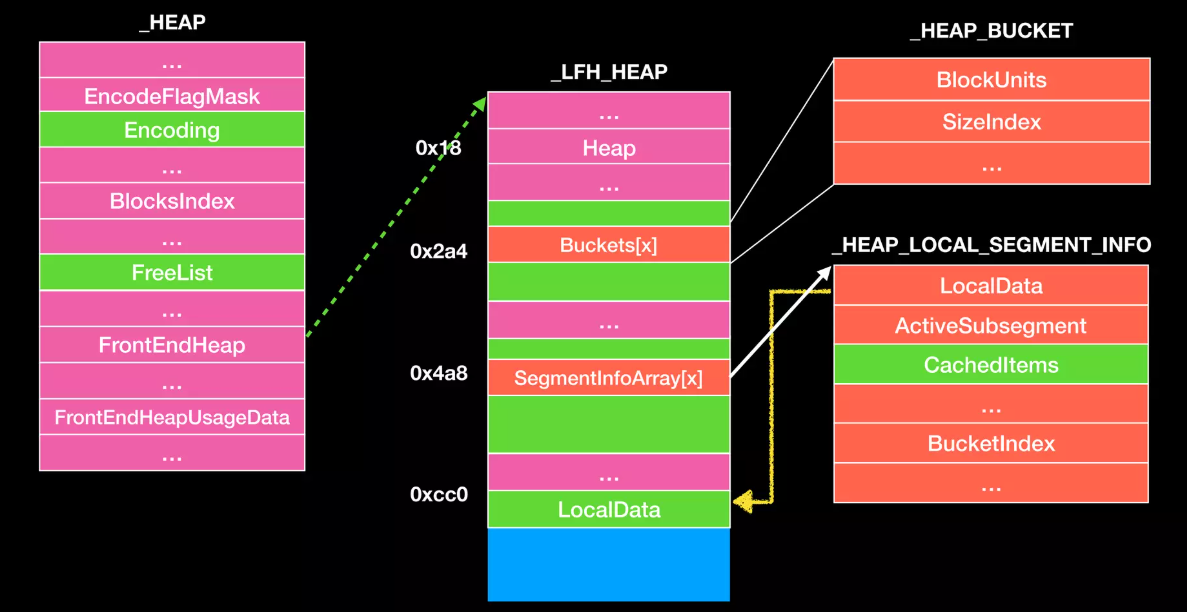 _HEAP
...
EncodeFlagMask
Encoding
...
BlocksIndex
...
FreeList
...
FrontEndHeap
...
FrontEndHeapUsageData
...
_LFH_HEAP
...
0x18
Heap
...
0x2a4
Buckets[x]
...
0x4a8
SegmentInfoArray[x]
...
0xcc0
LocalData
_HEAP_BUCKET
BlockUnits
SizeIndex
...
_HEAP_LOCAL_SEGMENT_INFO
LocalData
ActiveSubsegment
CachedItems
...
BucketIndex
...